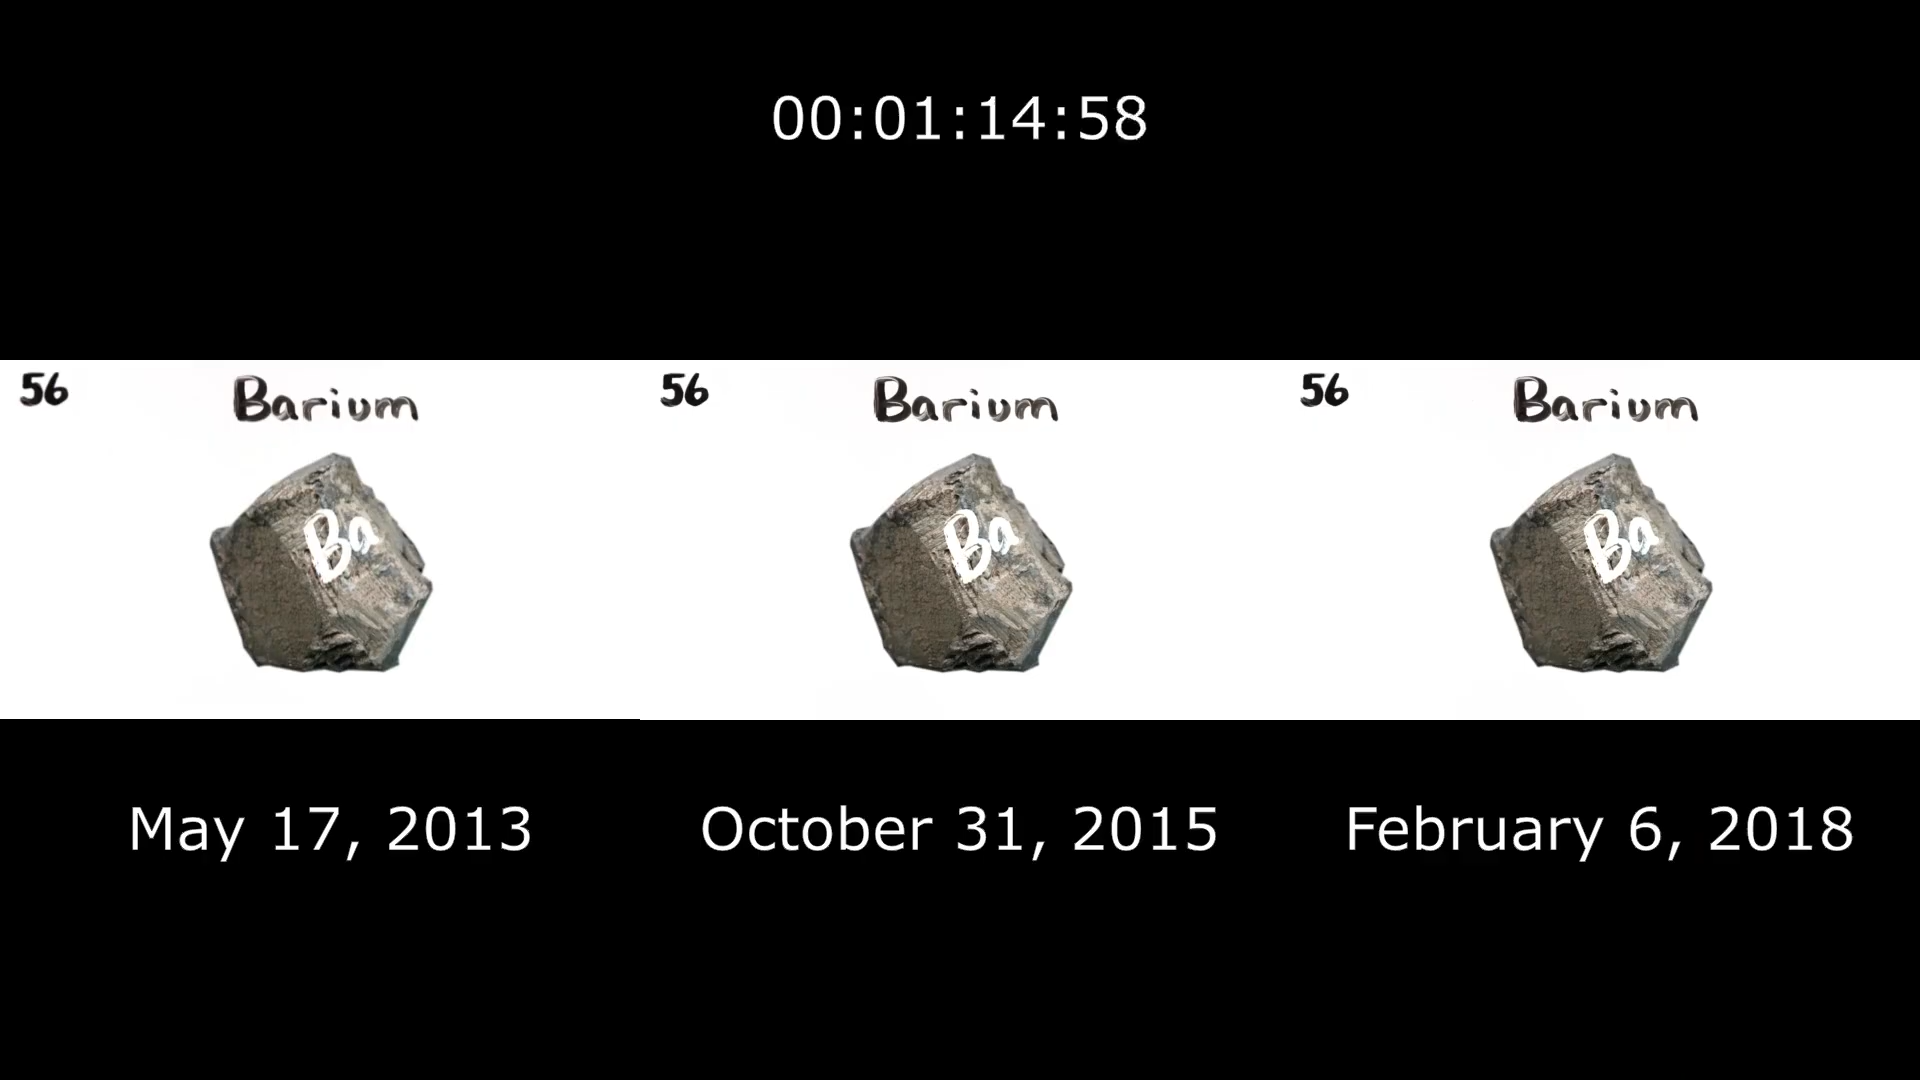 00:01:14:58
56 Barium
Ba
56 Barium
Ba
56 Barium
Ba
May 17, 2013
October 31, 2015
February 6, 2018